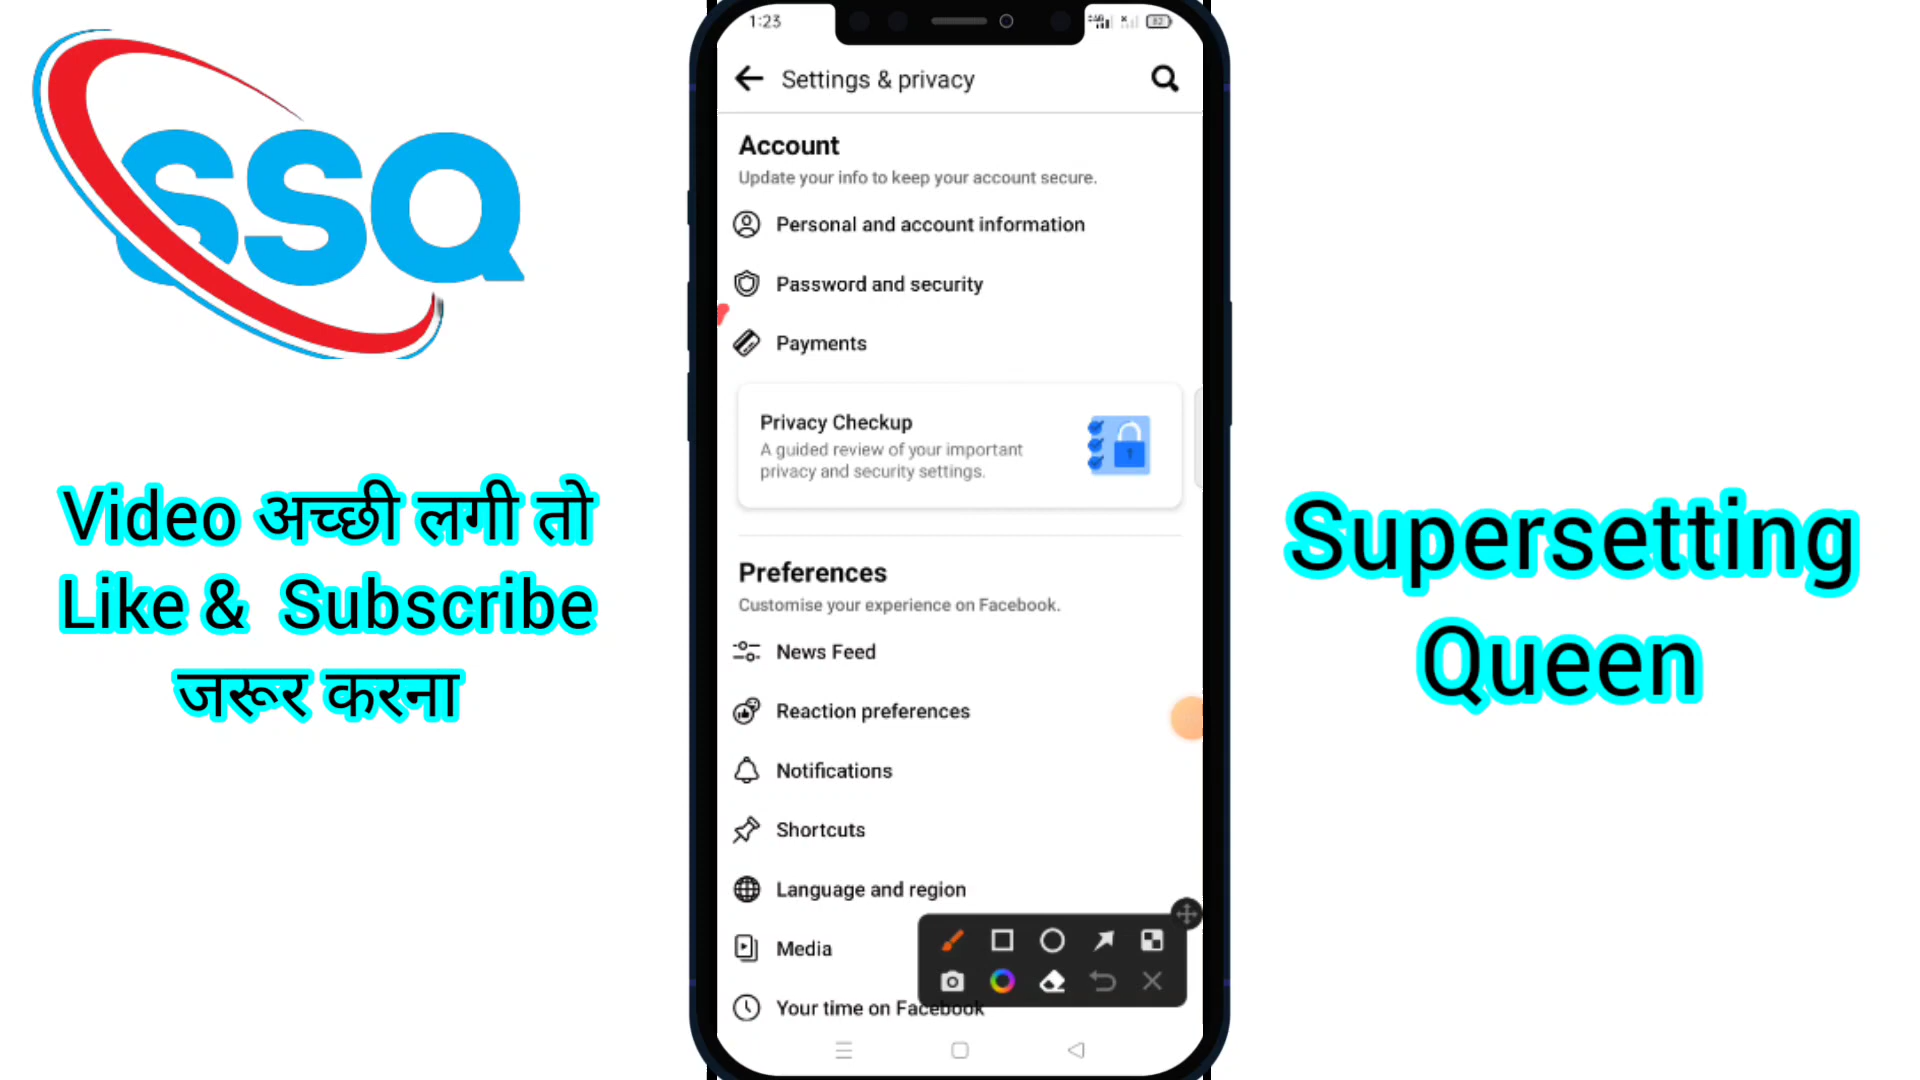 SSQ
Video अच्छी लगी तो
Like & Subscribe
जरूर करना
1:23
82
Settings & privacy
Account
Update your info to keep your account secure.
Personal and account information
Password and security
Payments
Privacy Checkup
A guided review of your important
privacy and security settings.
Preferences
Customise your experience on Facebook.
News Feed
Reaction preferences
Notifications
Shortcuts
Language and region
Media
Your time on Facebook
Supersetting
Queen